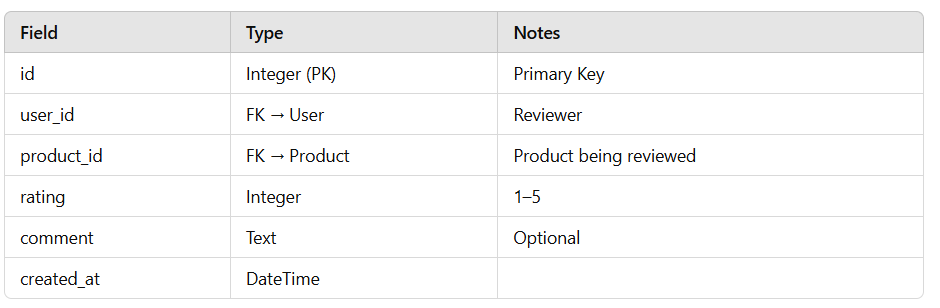 Field Type Notes
id Integer (PK) Primary Key
user_id FK → User Reviewer
product_id FK → Product Product being reviewed
rating Integer 1–5
comment Text Optional
created_at DateTime